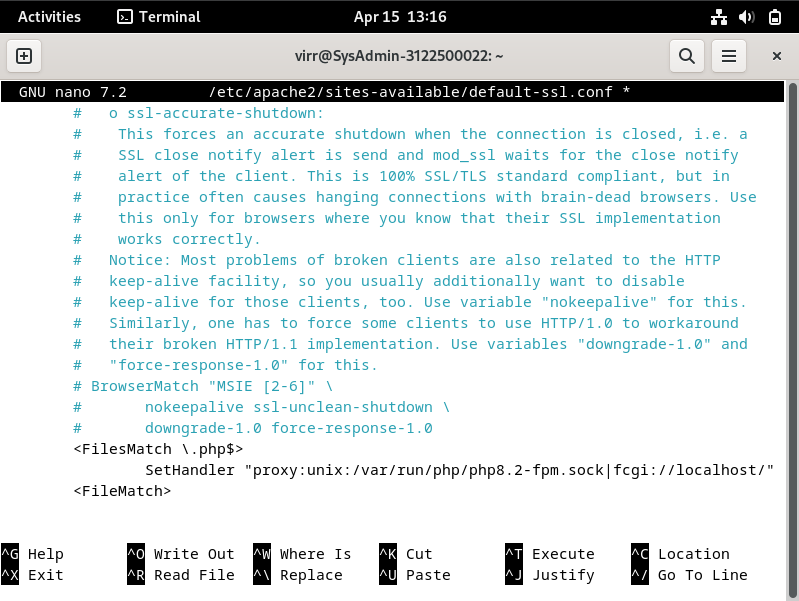 Activities Terminal Apr 15 13:16
virr@SysAdmin-3122500022: ~
GNU nano 7.2 /etc/apache2/sites-available/default-ssl.conf *
# o ssl-accurate-shutdown:
# This forces an accurate shutdown when the connection is closed, i.e. a
# SSL close notify alert is send and mod_ssl waits for the close notify
# alert of the client. This is 100% SSL/TLS standard compliant, but in
# practice often causes hanging connections with brain-dead browsers. Use
# this only for browsers where you know that their SSL implementation
# works correctly.
# Notice: Most problems of broken clients are also related to the HTTP
# keep-alive facility, so you usually additionally want to disable
# keep-alive for those clients, too. Use variable "nokeepalive" for this.
# Similarly, one has to force some clients to use HTTP/1.0 to workaround
# their broken HTTP/1.1 implementation. Use variables "downgrade-1.0" and
# "force-response-1.0" for this.
# BrowserMatch "MSIE [2-6]" \
# nokeepalive ssl-unclean-shutdown \
# downgrade-1.0 force-response-1.0
<FilesMatch \.php$>
SetHandler "proxy:unix:/var/run/php/php8.2-fpm.sock|fcgi://localhost/"
<FileMatch>
^G Help ^O Write Out ^W Where Is ^K Cut ^T Execute ^C Location
^X Exit ^R Read File ^\ Replace ^U Paste ^J Justify ^/ Go To Line